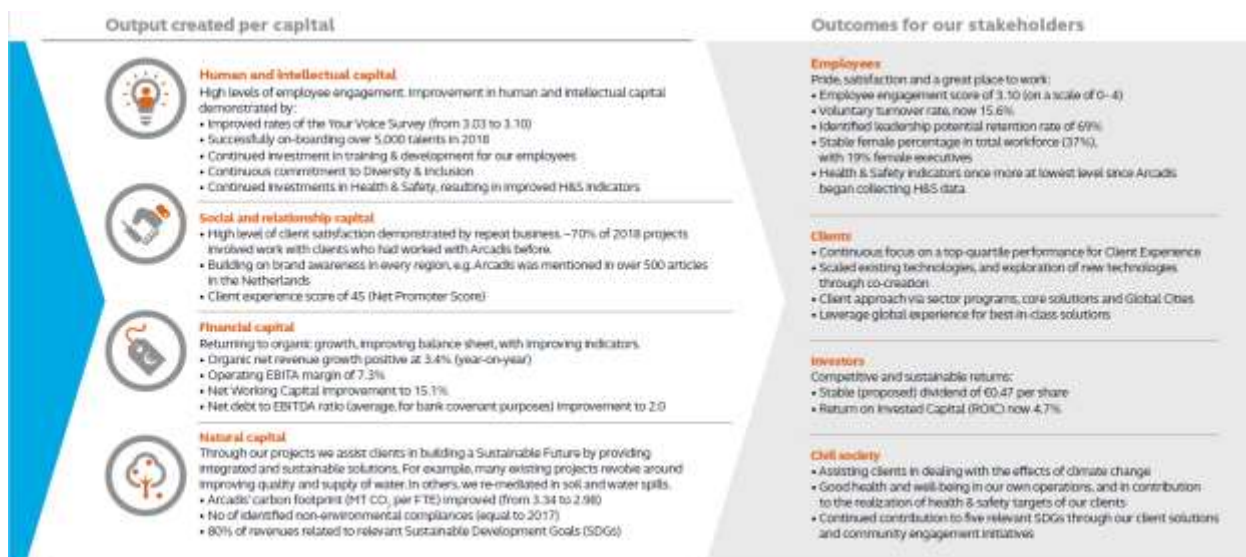 Output created per capital
Human and intellectual capital
High levels of employee engagement. Improvement in human and intellectual capital
demonstrated by:
• Improved rates of the Your Voice Survey (from 3.03 to 3.10)
• Successfully on-boarding over 5,000 talents in 2018
• Continued investment in training & development for our employees
• Continuous commitment to Diversity & Inclusion
• Continued investments in Health & Safety, resulting in improved H&S indicators
Social and relationship capital
• High level of client satisfaction demonstrated by repeat business. ~70% of 2018 projects
involved work with clients who had worked with Arcadis before.
• Building on brand awareness in every region, e.g. Arcadis was mentioned in over 500 articles
in the Netherlands
• Client experience score of 45 (Net Promoter Score)
Financial capital
Returning to organic growth, improving balance sheet, with improving indicators.
• Organic net revenue growth positive at 3.4% (year-on-year)
• Operating EBITA margin of 7.3%
• Net Working Capital improvement to 15.1%
• Net debt to EBITDA ratio (average, for bank covenant purposes) improvement to 2.0
Natural capital
Through our projects we assist clients in building a Sustainable Future by providing
integrated and sustainable solutions. For example, many existing projects revolve around
improving quality and supply of water. In others, we re-mediated in soil and water spills.
• Arcadis' carbon footprint (MT CO₂ per FTE) improved (from 3.34 to 2.98)
• No of identified non-environmental compliances (equal to 2017)
• 80% of revenues related to relevant Sustainable Development Goals (SDGs)
Outcomes for our stakeholders
Employees
Pride, satisfaction and a great place to work:
• Employee engagement score of 3.10 (on a scale of 0–4)
• Voluntary turnover rate, now 15.6%
• Identified leadership potential retention rate of 69%
• Stable female percentage in total workforce (37%),
with 19% female executives
• Health & Safety indicators once more at lowest level since Arcadis
began collecting H&S data
Clients
• Continuous focus on a top-quartile performance for Client Experience
• Scaled existing technologies, and exploration of new technologies
through co-creation
• Client approach via sector programs, core solutions and Global Cities
• Leverage global experience for best-in-class solutions
Investors
Competitive and sustainable returns:
• Stable (proposed) dividend of €0.47 per share
• Return on Invested Capital (ROIC) now 4.7%
Civil society
• Assisting clients in dealing with the effects of climate change
• Good health and well-being in our own operations, and in contribution
to the realization of health & safety targets of our clients
• Continued contribution to five relevant SDGs through our client solutions
and community engagement initiatives